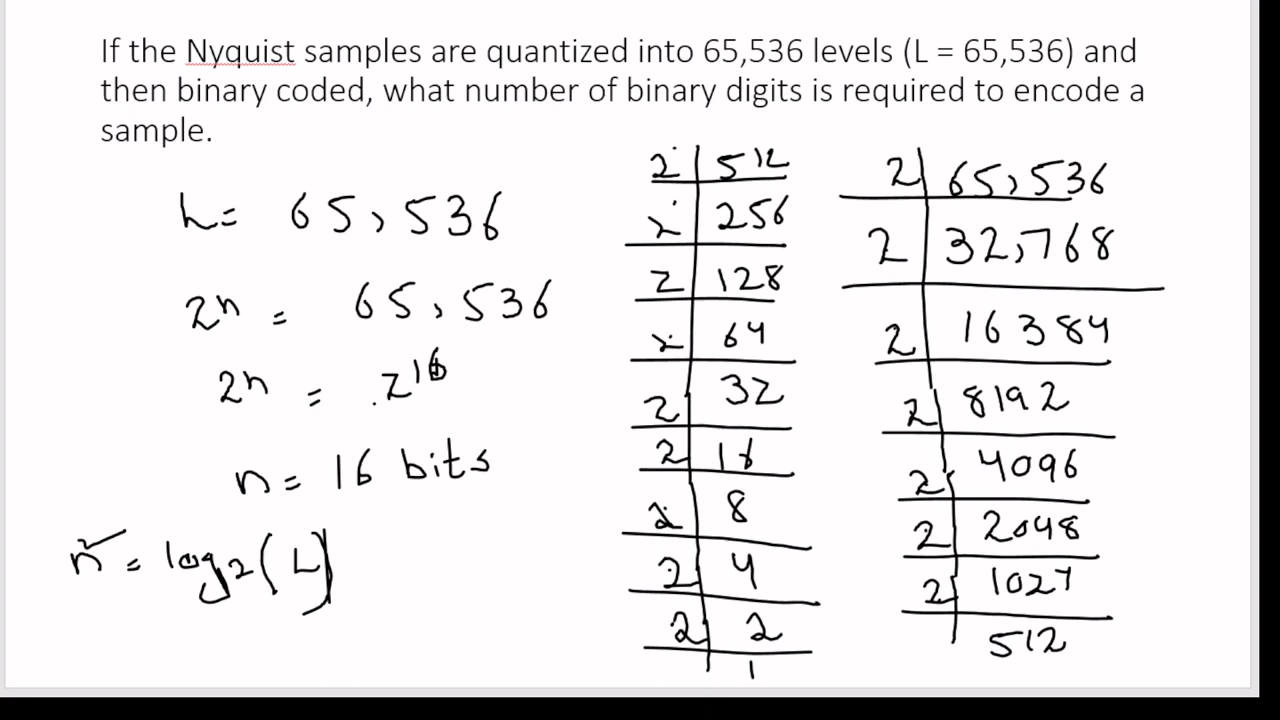 If the Nyquist samples are quantized into 65,536 levels (L = 65,536) and
then binary coded, what number of binary digits is required to encode a
sample.
L= 65,536
2n = 65,536
2n = .2^16
n= 16 bits
n = log2(L)
2 | 512
2 | 256
2 | 128
2 | 64
2 | 32
2 | 16
2 | 8
2 | 4
2 | 2
1
2 | 65,536
2 | 32,768
2 | 16384
2 | 8192
2 | 4096
2 | 2048
2 | 1024
512